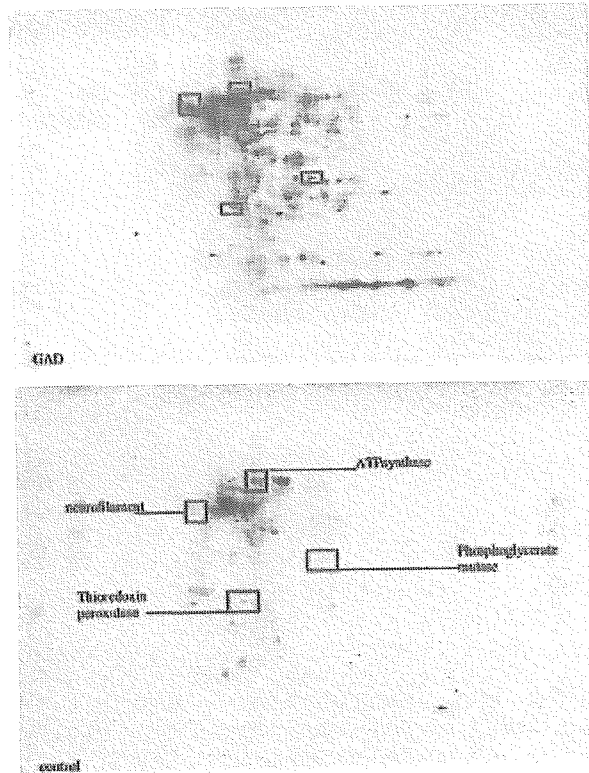 GAD
ATPsynthase
neurofilament
Phosphoglycerate
mutase
Thioredoxin
peroxidase
control